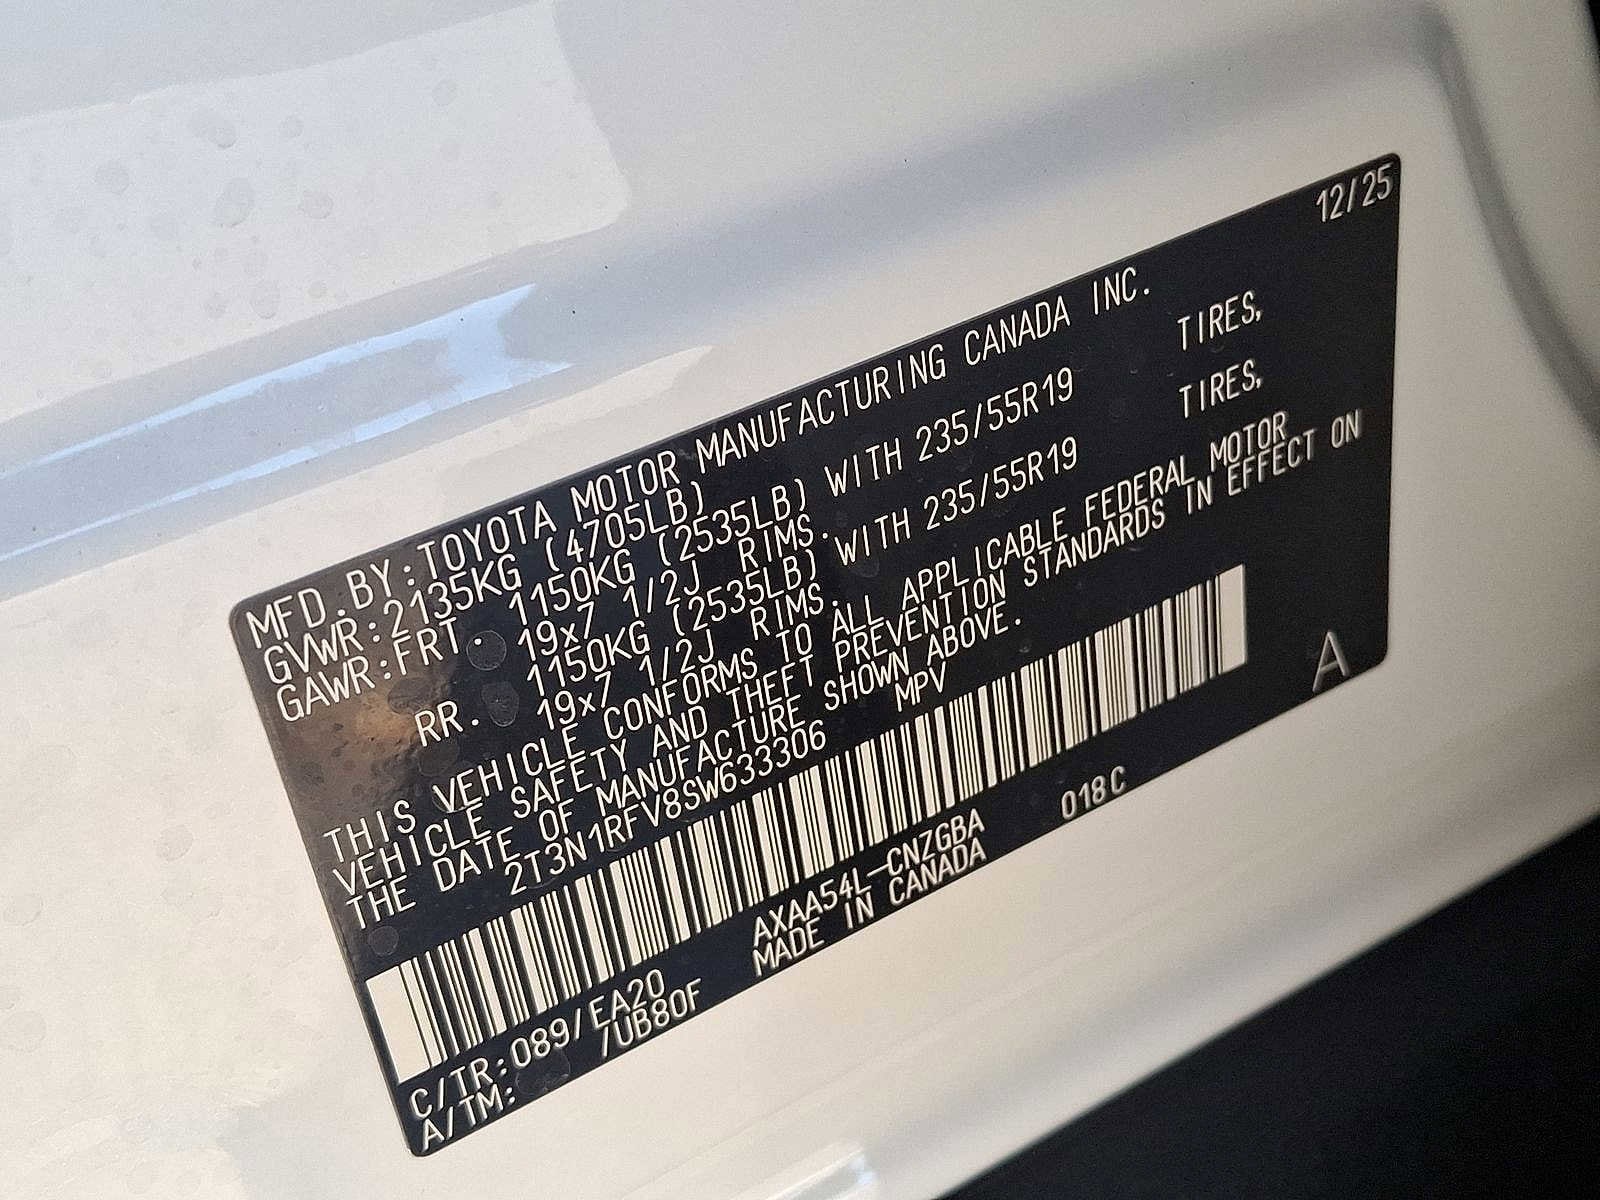 12/25
MFD.BY:TOYOTA MOTOR MANUFACTURING CANADA INC.
GVWR:2135KG (4705LB)
GAWR:FRT. 1150KG (2535LB) WITH 235/55R19 TIRES,
19x7 1/2J RIMS.
RR. 1150KG (2535LB) WITH 235/55R19 TIRES,
19x7 1/2J RIMS.
THIS VEHICLE CONFORMS TO ALL APPLICABLE FEDERAL MOTOR
VEHICLE SAFETY AND THEFT PREVENTION STANDARDS IN EFFECT ON
THE DATE OF MANUFACTURE SHOWN ABOVE.
2T3N1RFV8SW633306 MPV
A
C/TR:089/EA20 AXAA54L-CNZGBA 018C
A/TM: /UB80F MADE IN CANADA